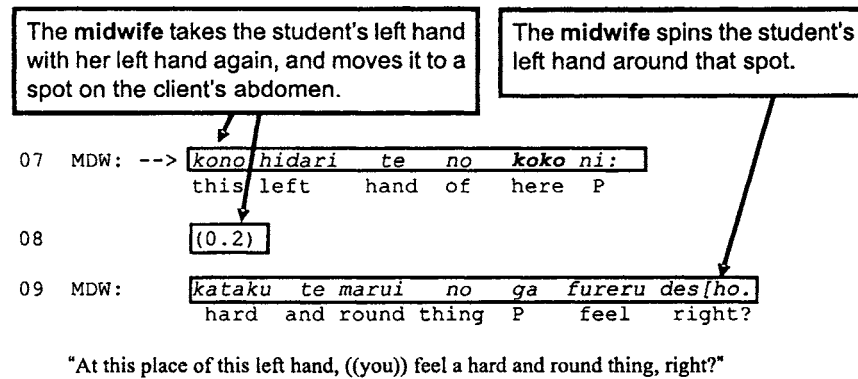 The midwife takes the student's left hand
with her left hand again, and moves it to a
spot on the client's abdomen.
The midwife spins the student's
left hand around that spot.
07 MDW: --> kono hidari te no koko ni:
this left hand of here P
08 (0.2)
09 MDW: kataku te marui no ga fureru des[ho.
hard and round thing P feel right?
"At this place of this left hand, ((you)) feel a hard and round thing, right?"